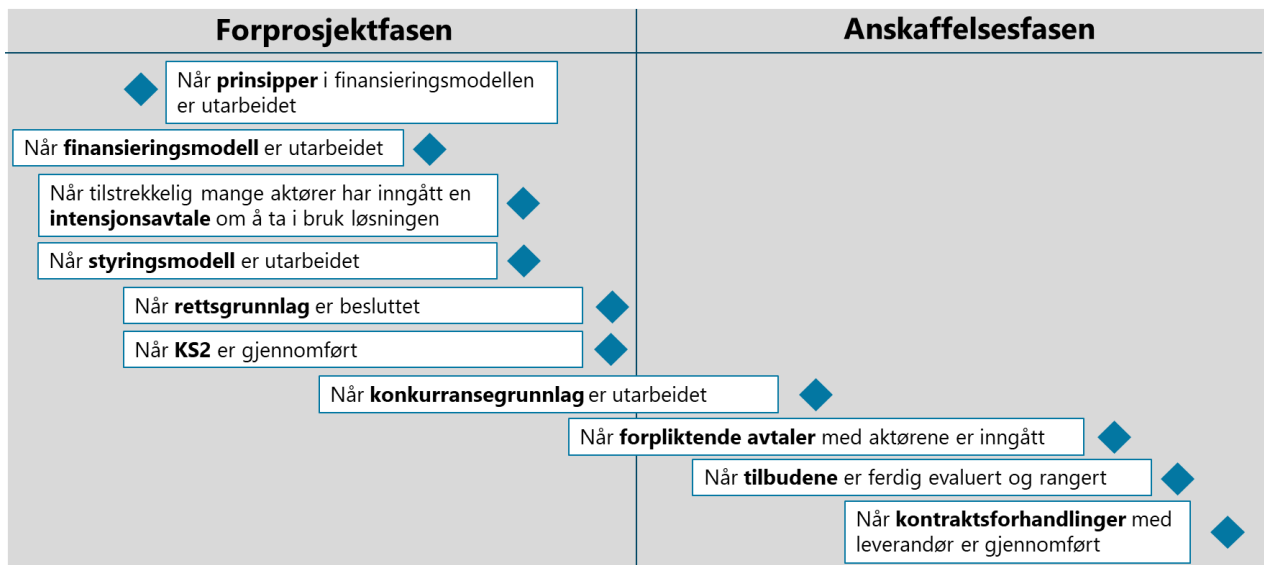 Forprosjektfasen
Anskaffelsesfasen
Når prinsipper i finansieringsmodellen
er utarbeidet
Når finansieringsmodell er utarbeidet
Når tilstrekkelig mange aktører har inngått en
intensjonsavtale om å ta i bruk løsningen
Når styringsmodell er utarbeidet
Når rettsgrunnlag er besluttet
Når KS2 er gjennomført
Når konkurransegrunnlag er utarbeidet
Når forpliktende avtaler med aktørene er inngått
Når tilbudene er ferdig evaluert og rangert
Når kontraktsforhandlinger med
leverandør er gjennomført